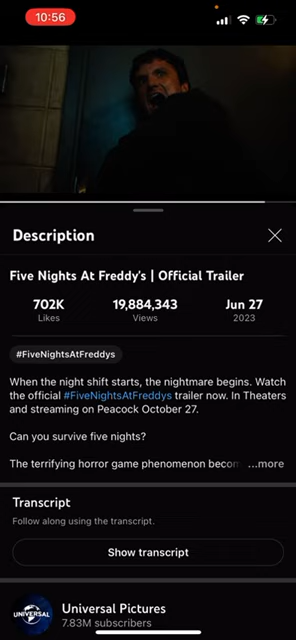 10:56
Description
Five Nights At Freddy's | Official Trailer
702K 19,884,343 Jun 27
Likes Views 2023
#FiveNightsAtFreddys
When the night shift starts, the nightmare begins. Watch
the official #FiveNightsAtFreddys trailer now. In Theaters
and streaming on Peacock October 27.
Can you survive five nights?
The terrifying horror game phenomenon becom ...more
Transcript
Follow along using the transcript.
Show transcript
UNIVERSAL
Universal Pictures
7.83M subscribers